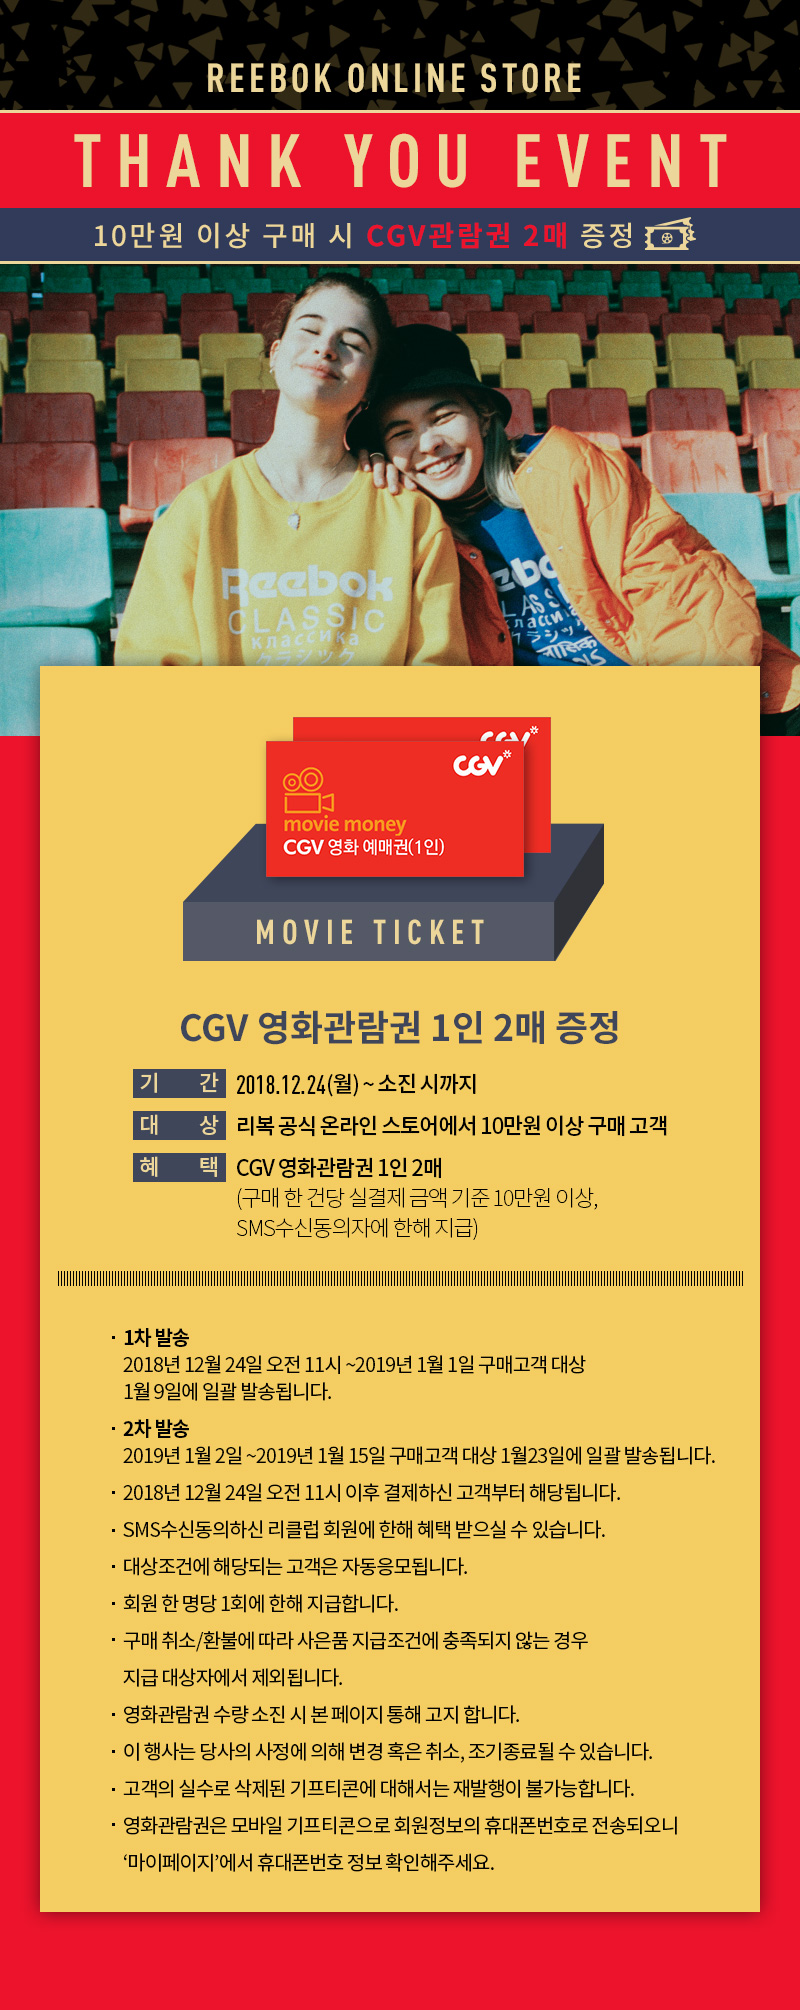 REEBOK ONLINE STORE
THANK YOU EVENT
10만원 이상 구매 시 CGV관람권 2매 증정
Reebok
CLASSIC
классика
クラシック
CGV
CGV
movie money
CGV 영화 예매권(1인)
MOVIE TICKET
CGV 영화관람권 1인 2매 증정
기 간 2018.12.24(월) ~ 소진 시까지
대 상 리복 공식 온라인 스토어에서 10만원 이상 구매 고객
혜 택 CGV 영화관람권 1인 2매
(구매 한 건당 실결제 금액 기준 10만원 이상,
SMS수신동의자에 한해 지급)
· 1차 발송
2018년 12월 24일 오전 11시 ~2019년 1월 1일 구매고객 대상
1월 9일에 일괄 발송됩니다.
· 2차 발송
2019년 1월 2일 ~2019년 1월 15일 구매고객 대상 1월23일에 일괄 발송됩니다.
· 2018년 12월 24일 오전 11시 이후 결제하신 고객부터 해당됩니다.
· SMS수신동의하신 리클럽 회원에 한해 혜택 받으실 수 있습니다.
· 대상조건에 해당되는 고객은 자동응모됩니다.
· 회원 한 명당 1회에 한해 지급합니다.
· 구매 취소/환불에 따라 사은품 지급조건에 충족되지 않는 경우
지급 대상자에서 제외됩니다.
· 영화관람권 수량 소진 시 본 페이지 통해 고지 합니다.
· 이 행사는 당사의 사정에 의해 변경 혹은 취소, 조기종료될 수 있습니다.
· 고객의 실수로 삭제된 기프티콘에 대해서는 재발행이 불가능합니다.
· 영화관람권은 모바일 기프티콘으로 회원정보의 휴대폰번호로 전송되오니
‘마이페이지’에서 휴대폰번호 정보 확인해주세요.